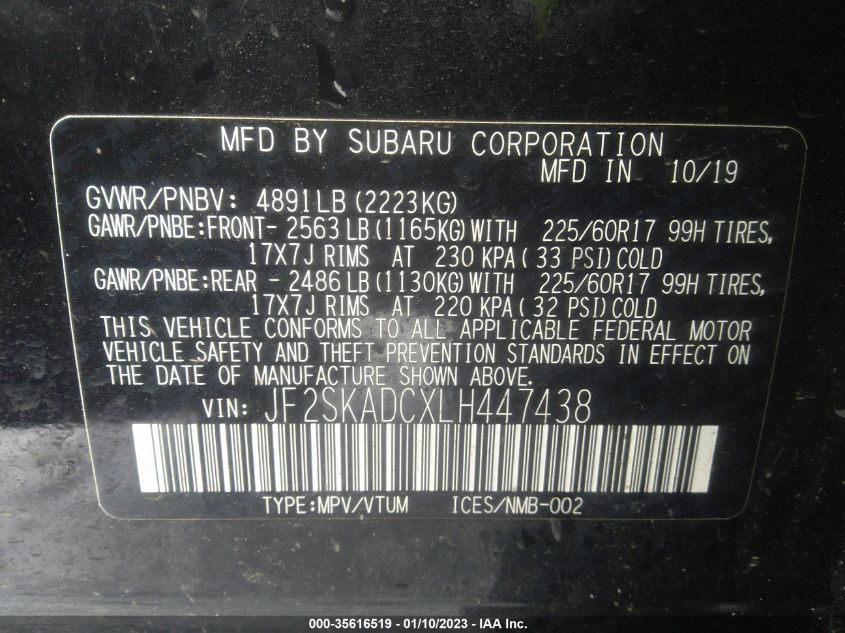 MFD BY SUBARU CORPORATION
MFD IN 10/19
GVWR/PNBV: 4891LB (2223KG)
GAWR/PNBE:FRONT- 2563 LB (1165KG) WITH 225/60R17 99H TIRES,
17X7J RIMS AT 230 KPA ( 33 PSI) COLD
GAWR/PNBE:REAR - 2486 LB (1130KG) WITH 225/60R17 99H TIRES,
17X7J RIMS AT 220 KPA ( 32 PSI) COLD
THIS VEHICLE CONFORMS TO ALL APPLICABLE FEDERAL MOTOR
VEHICLE SAFETY AND THEFT PREVENTION STANDARDS IN EFFECT ON
THE DATE OF MANUFACTURE SHOWN ABOVE.
VIN: JF2SKADCXLH447438
TYPE:MPV/VTUM ICES/NMB-002
000-35616519 - 01/10/2023 - IAA Inc.